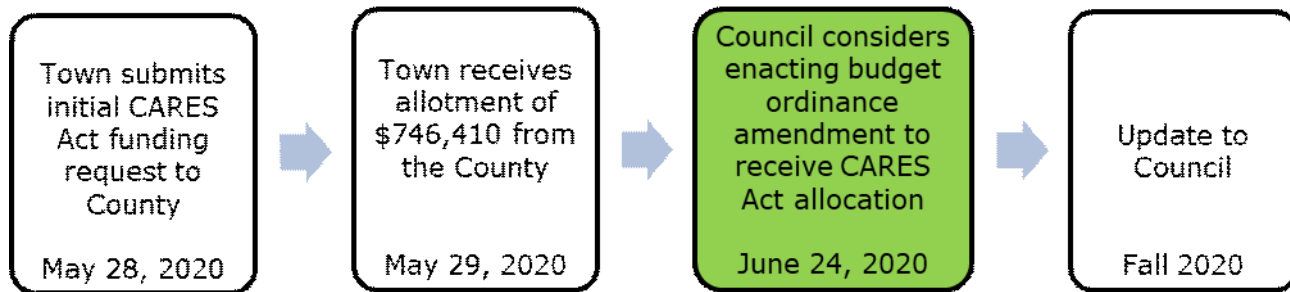 Town submits
initial CARES
Act funding
request to
County
May 28, 2020
Town receives
allotment of
$746,410 from
the County
May 29, 2020
Council considers
enacting budget
ordinance
amendment to
receive CARES
Act allocation
June 24, 2020
Update to
Council
Fall 2020